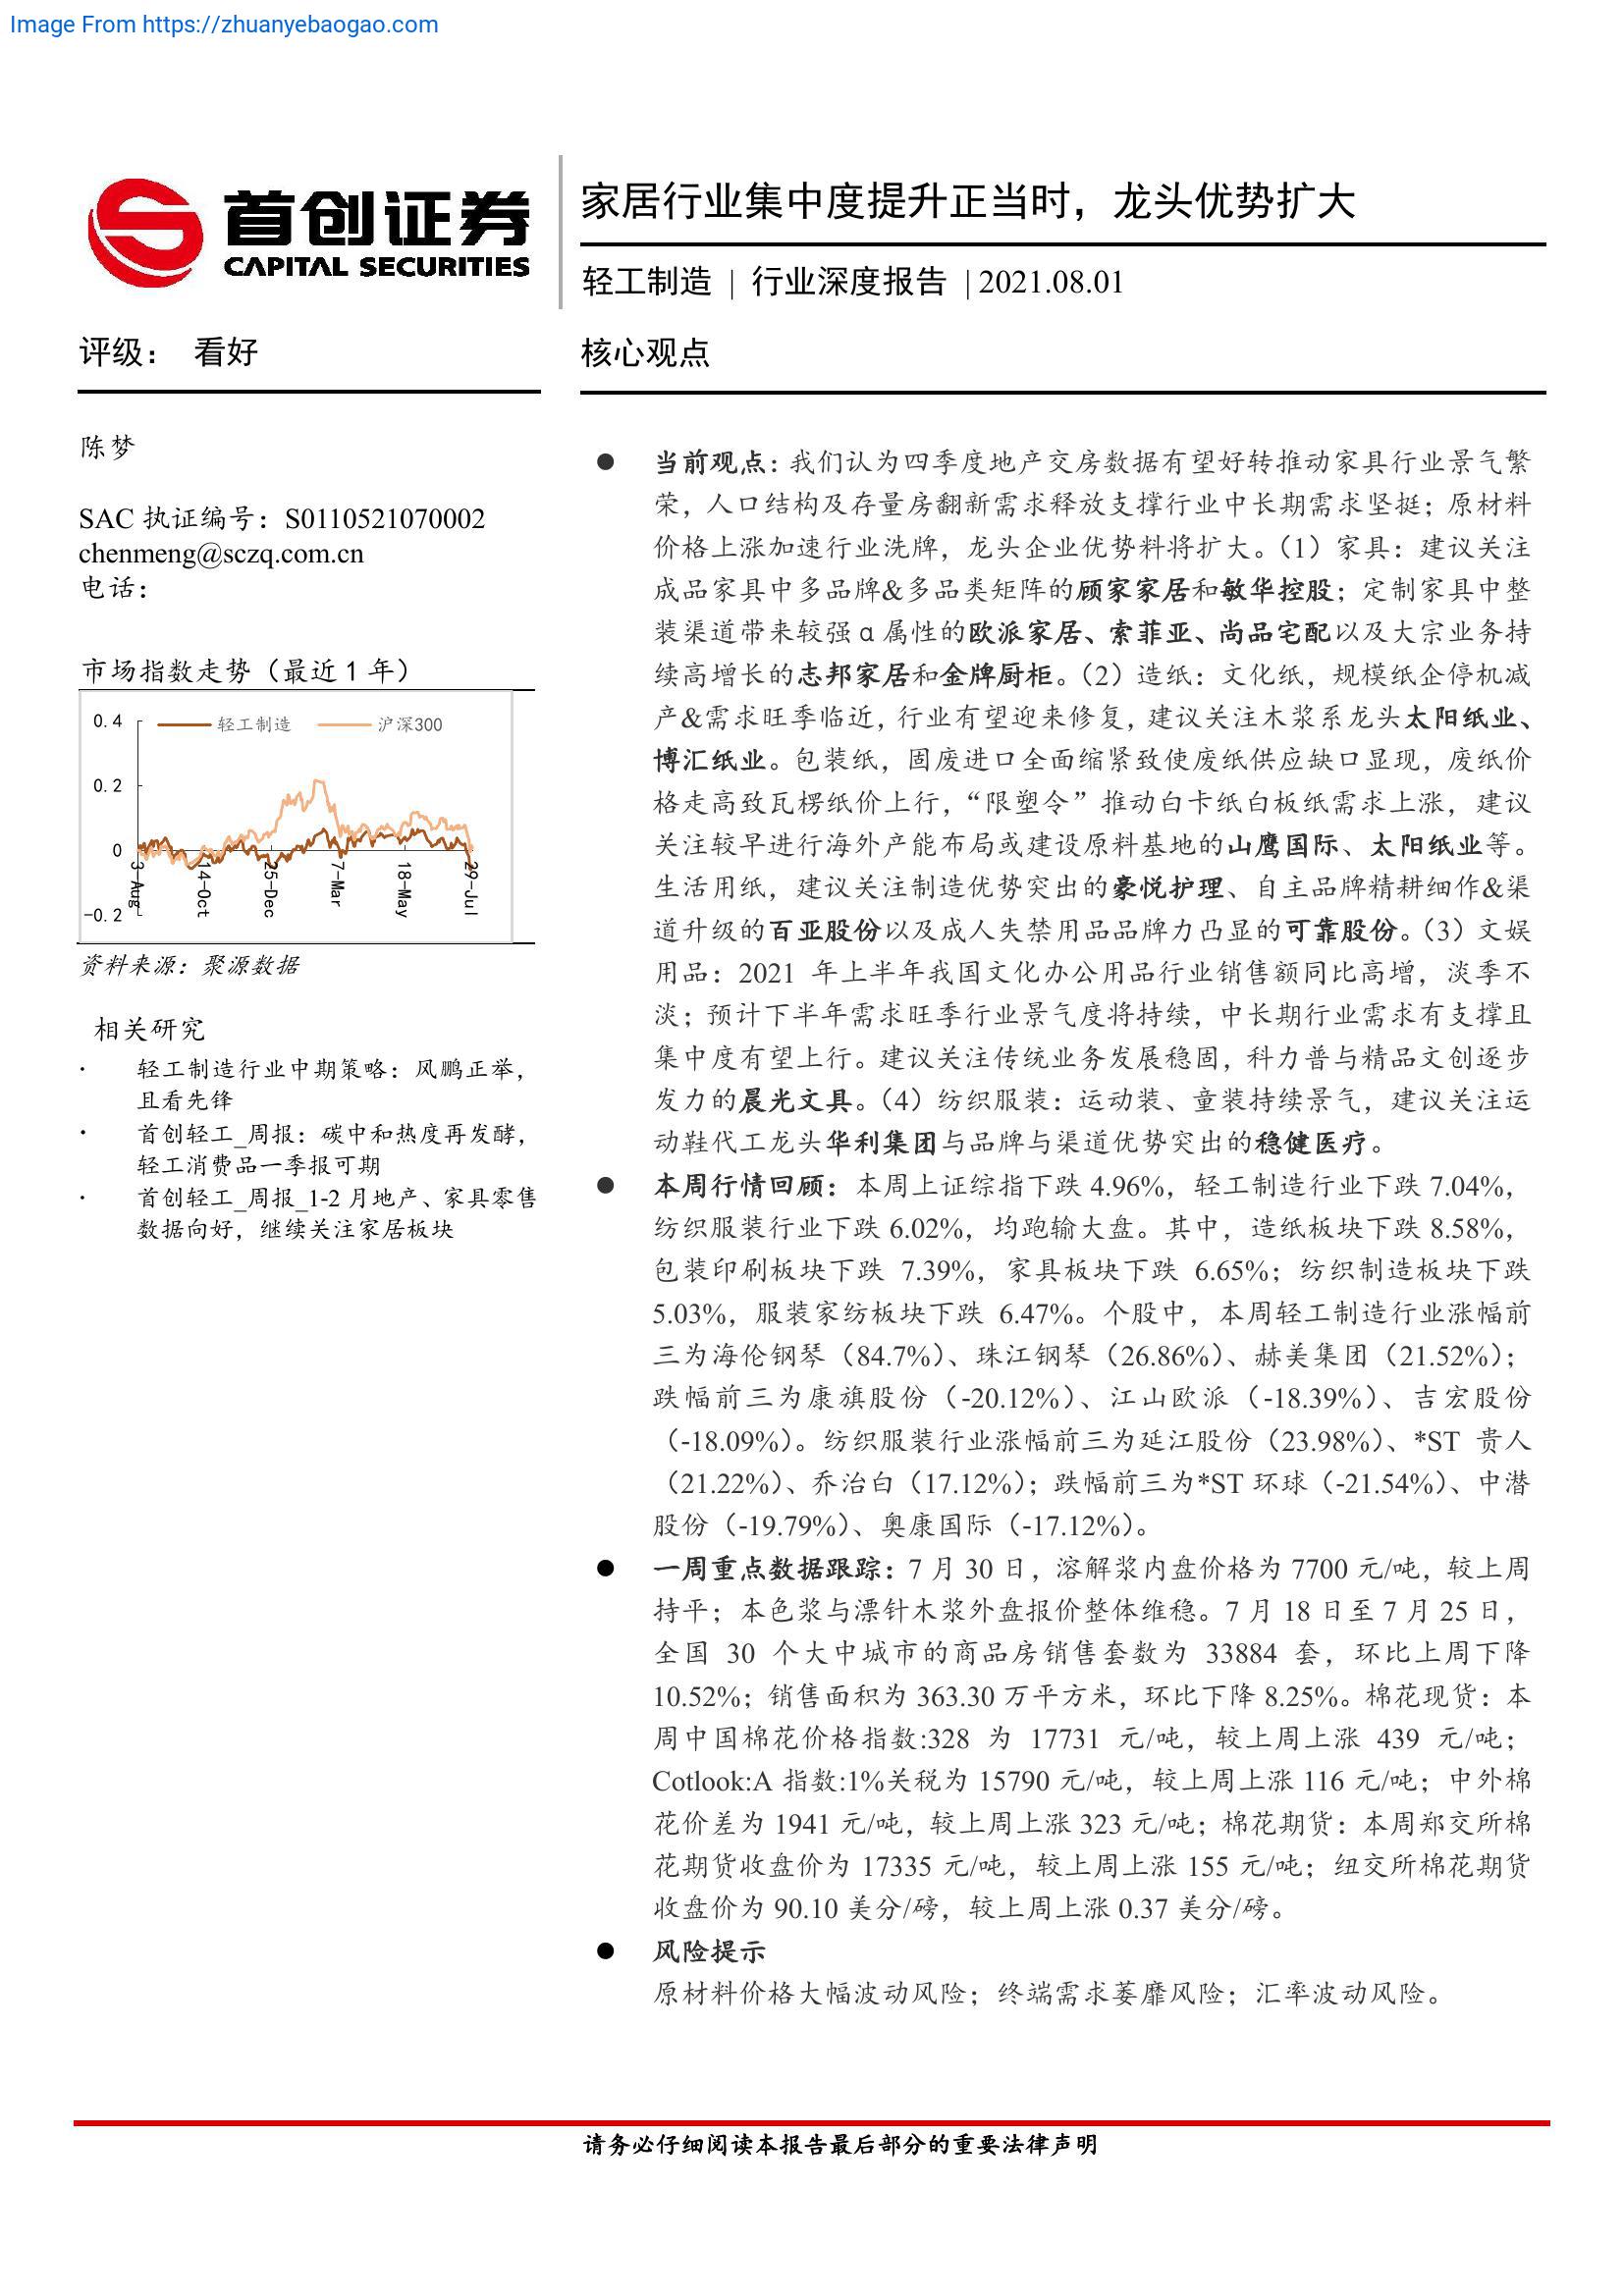 Image From https://zhuanyebaogao.com
首创证券
CAPITAL SECURITIES
家居行业集中度提升正当时，龙头优势扩大
轻工制造 | 行业深度报告 | 2021.08.01
评级： 看好
陈梦
SAC 执证编号：S0110521070002
chenmeng@sczq.com.cn
电话：
市场指数走势（最近 1 年）
轻工制造 沪深300
0.4
0.2
0
-0.2
3-Aug
14-Oct
25-Dec
7-Mar
18-May
29-Jul
资料来源：聚源数据
相关研究
· 轻工制造行业中期策略：风鹏正举，
且看先锋
· 首创轻工_周报：碳中和热度再发酵，
轻工消费品一季报可期
· 首创轻工_周报_1-2 月地产、家具零售
数据向好，继续关注家居板块
核心观点
● 当前观点：我们认为四季度地产交房数据有望好转推动家具行业景气繁
荣，人口结构及存量房翻新需求释放支撑行业中长期需求坚挺；原材料
价格上涨加速行业洗牌，龙头企业优势料将扩大。（1）家具：建议关注
成品家具中多品牌&多品类矩阵的顾家家居和敏华控股；定制家具中整
装渠道带来较强 α 属性的欧派家居、索菲亚、尚品宅配以及大宗业务持
续高增长的志邦家居和金牌厨柜。（2）造纸：文化纸，规模纸企停机减
产&需求旺季临近，行业有望迎来修复，建议关注木浆系龙头太阳纸业、
博汇纸业。包装纸，固废进口全面缩紧致使废纸供应缺口显现，废纸价
格走高致瓦楞纸价上行，“限塑令”推动白卡纸白板纸需求上涨，建议
关注较早进行海外产能布局或建设原料基地的山鹰国际、太阳纸业等。
生活用纸，建议关注制造优势突出的豪悦护理、自主品牌精耕细作&渠
道升级的百亚股份以及成人失禁用品品牌力凸显的可靠股份。（3）文娱
用品：2021 年上半年我国文化办公用品行业销售额同比高增，淡季不
淡；预计下半年需求旺季行业景气度将持续，中长期行业需求有支撑且
集中度有望上行。建议关注传统业务发展稳固，科力普与精品文创逐步
发力的晨光文具。（4）纺织服装：运动装、童装持续景气，建议关注运
动鞋代工龙头华利集团与品牌与渠道优势突出的稳健医疗。
● 本周行情回顾：本周上证综指下跌 4.96%，轻工制造行业下跌 7.04%，
纺织服装行业下跌 6.02%，均跑输大盘。其中，造纸板块下跌 8.58%，
包装印刷板块下跌 7.39%，家具板块下跌 6.65%；纺织制造板块下跌
5.03%，服装家纺板块下跌 6.47%。个股中，本周轻工制造行业涨幅前
三为海伦钢琴（84.7%）、珠江钢琴（26.86%）、赫美集团（21.52%）；
跌幅前三为康旗股份（-20.12%）、江山欧派（-18.39%）、吉宏股份
（-18.09%）。纺织服装行业涨幅前三为延江股份（23.98%）、*ST 贵人
（21.22%）、乔治白（17.12%）；跌幅前三为*ST 环球（-21.54%）、中潜
股份（-19.79%）、奥康国际（-17.12%）。
● 一周重点数据跟踪：7 月 30 日，溶解浆内盘价格为 7700 元/吨，较上周
持平；本色浆与漂针木浆外盘报价整体维稳。7 月 18 日至 7 月 25 日，
全国 30 个大中城市的商品房销售套数为 33884 套，环比上周下降
10.52%；销售面积为 363.30 万平方米，环比下降 8.25%。棉花现货：本
周中国棉花价格指数:328 为 17731 元/吨，较上周上涨 439 元/吨；
Cotlook:A 指数:1%关税为 15790 元/吨，较上周上涨 116 元/吨；中外棉
花价差为 1941 元/吨，较上周上涨 323 元/吨；棉花期货：本周郑交所棉
花期货收盘价为 17335 元/吨，较上周上涨 155 元/吨；纽交所棉花期货
收盘价为 90.10 美分/磅，较上周上涨 0.37 美分/磅。
● 风险提示
原材料价格大幅波动风险；终端需求萎靡风险；汇率波动风险。
请务必仔细阅读本报告最后部分的重要法律声明